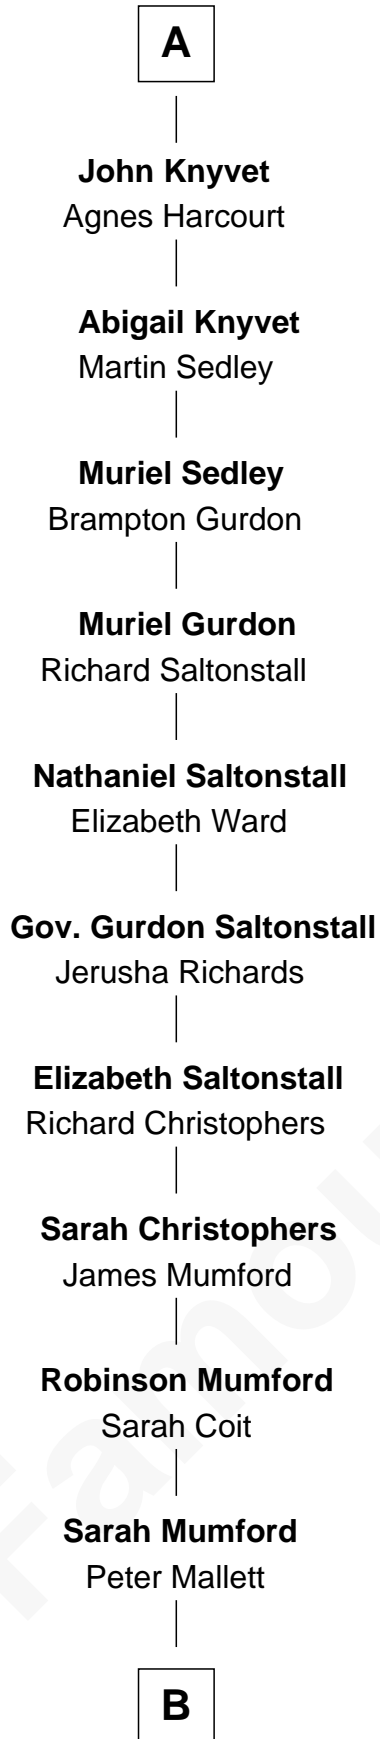 A
John Knyvet
Agnes Harcourt
Abigail Knyvet
Martin Sedley
Muriel Sedley
Brampton Gurdon
Muriel Gurdon
Richard Saltonstall
Nathaniel Saltonstall
Elizabeth Ward
Gov. Gurdon Saltonstall
Jerusha Richards
Elizabeth Saltonstall
Richard Christophers
Sarah Christophers
James Mumford
Robinson Mumford
Sarah Coit
Sarah Mumford
Peter Mallett
B